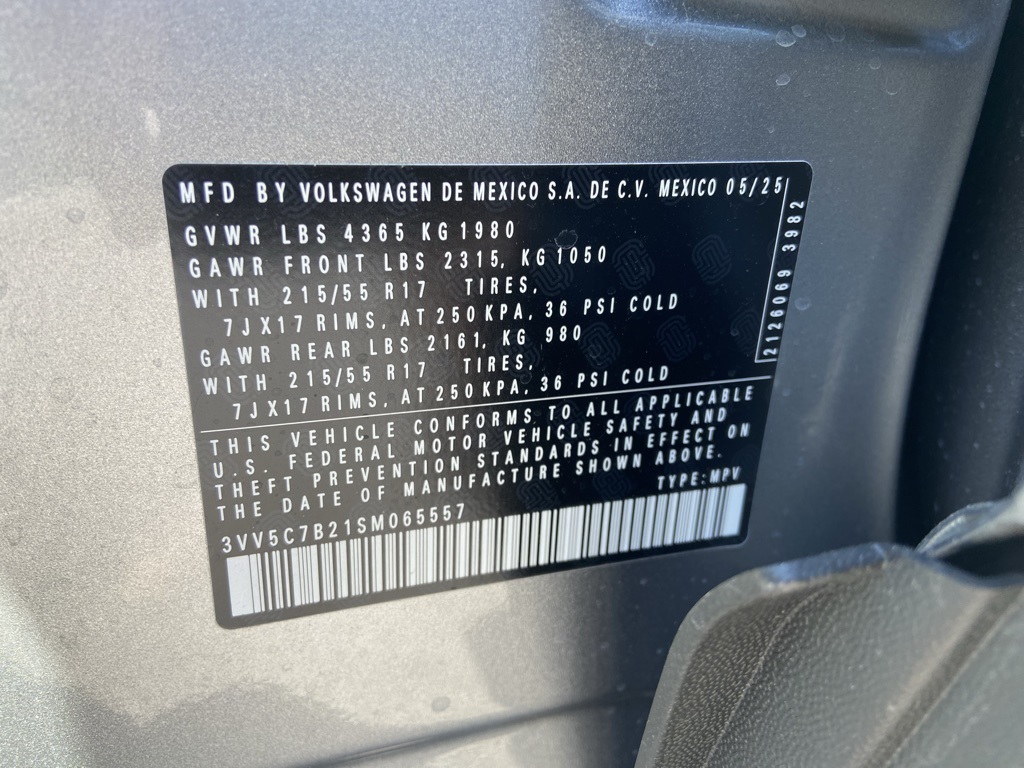 MFD BY VOLKSWAGEN DE MEXICO S.A. DE C.V. MEXICO 05/25
GVWR LBS 4365 KG 1980
GAWR FRONT LBS 2315, KG 1050
WITH 215/55 R17 TIRES,
7JX17 RIMS, AT 250 KPA, 36 PSI COLD
GAWR REAR LBS 2161, KG 980
WITH 215/55 R17 TIRES,
7JX17 RIMS, AT 250 KPA, 36 PSI COLD
2126069 3982
THIS VEHICLE CONFORMS TO ALL APPLICABLE
U.S. FEDERAL MOTOR VEHICLE SAFETY AND
THEFT PREVENTION STANDARDS IN EFFECT ON
THE DATE OF MANUFACTURE SHOWN ABOVE.
TYPE: MPV
3VV5C7B21SM065557